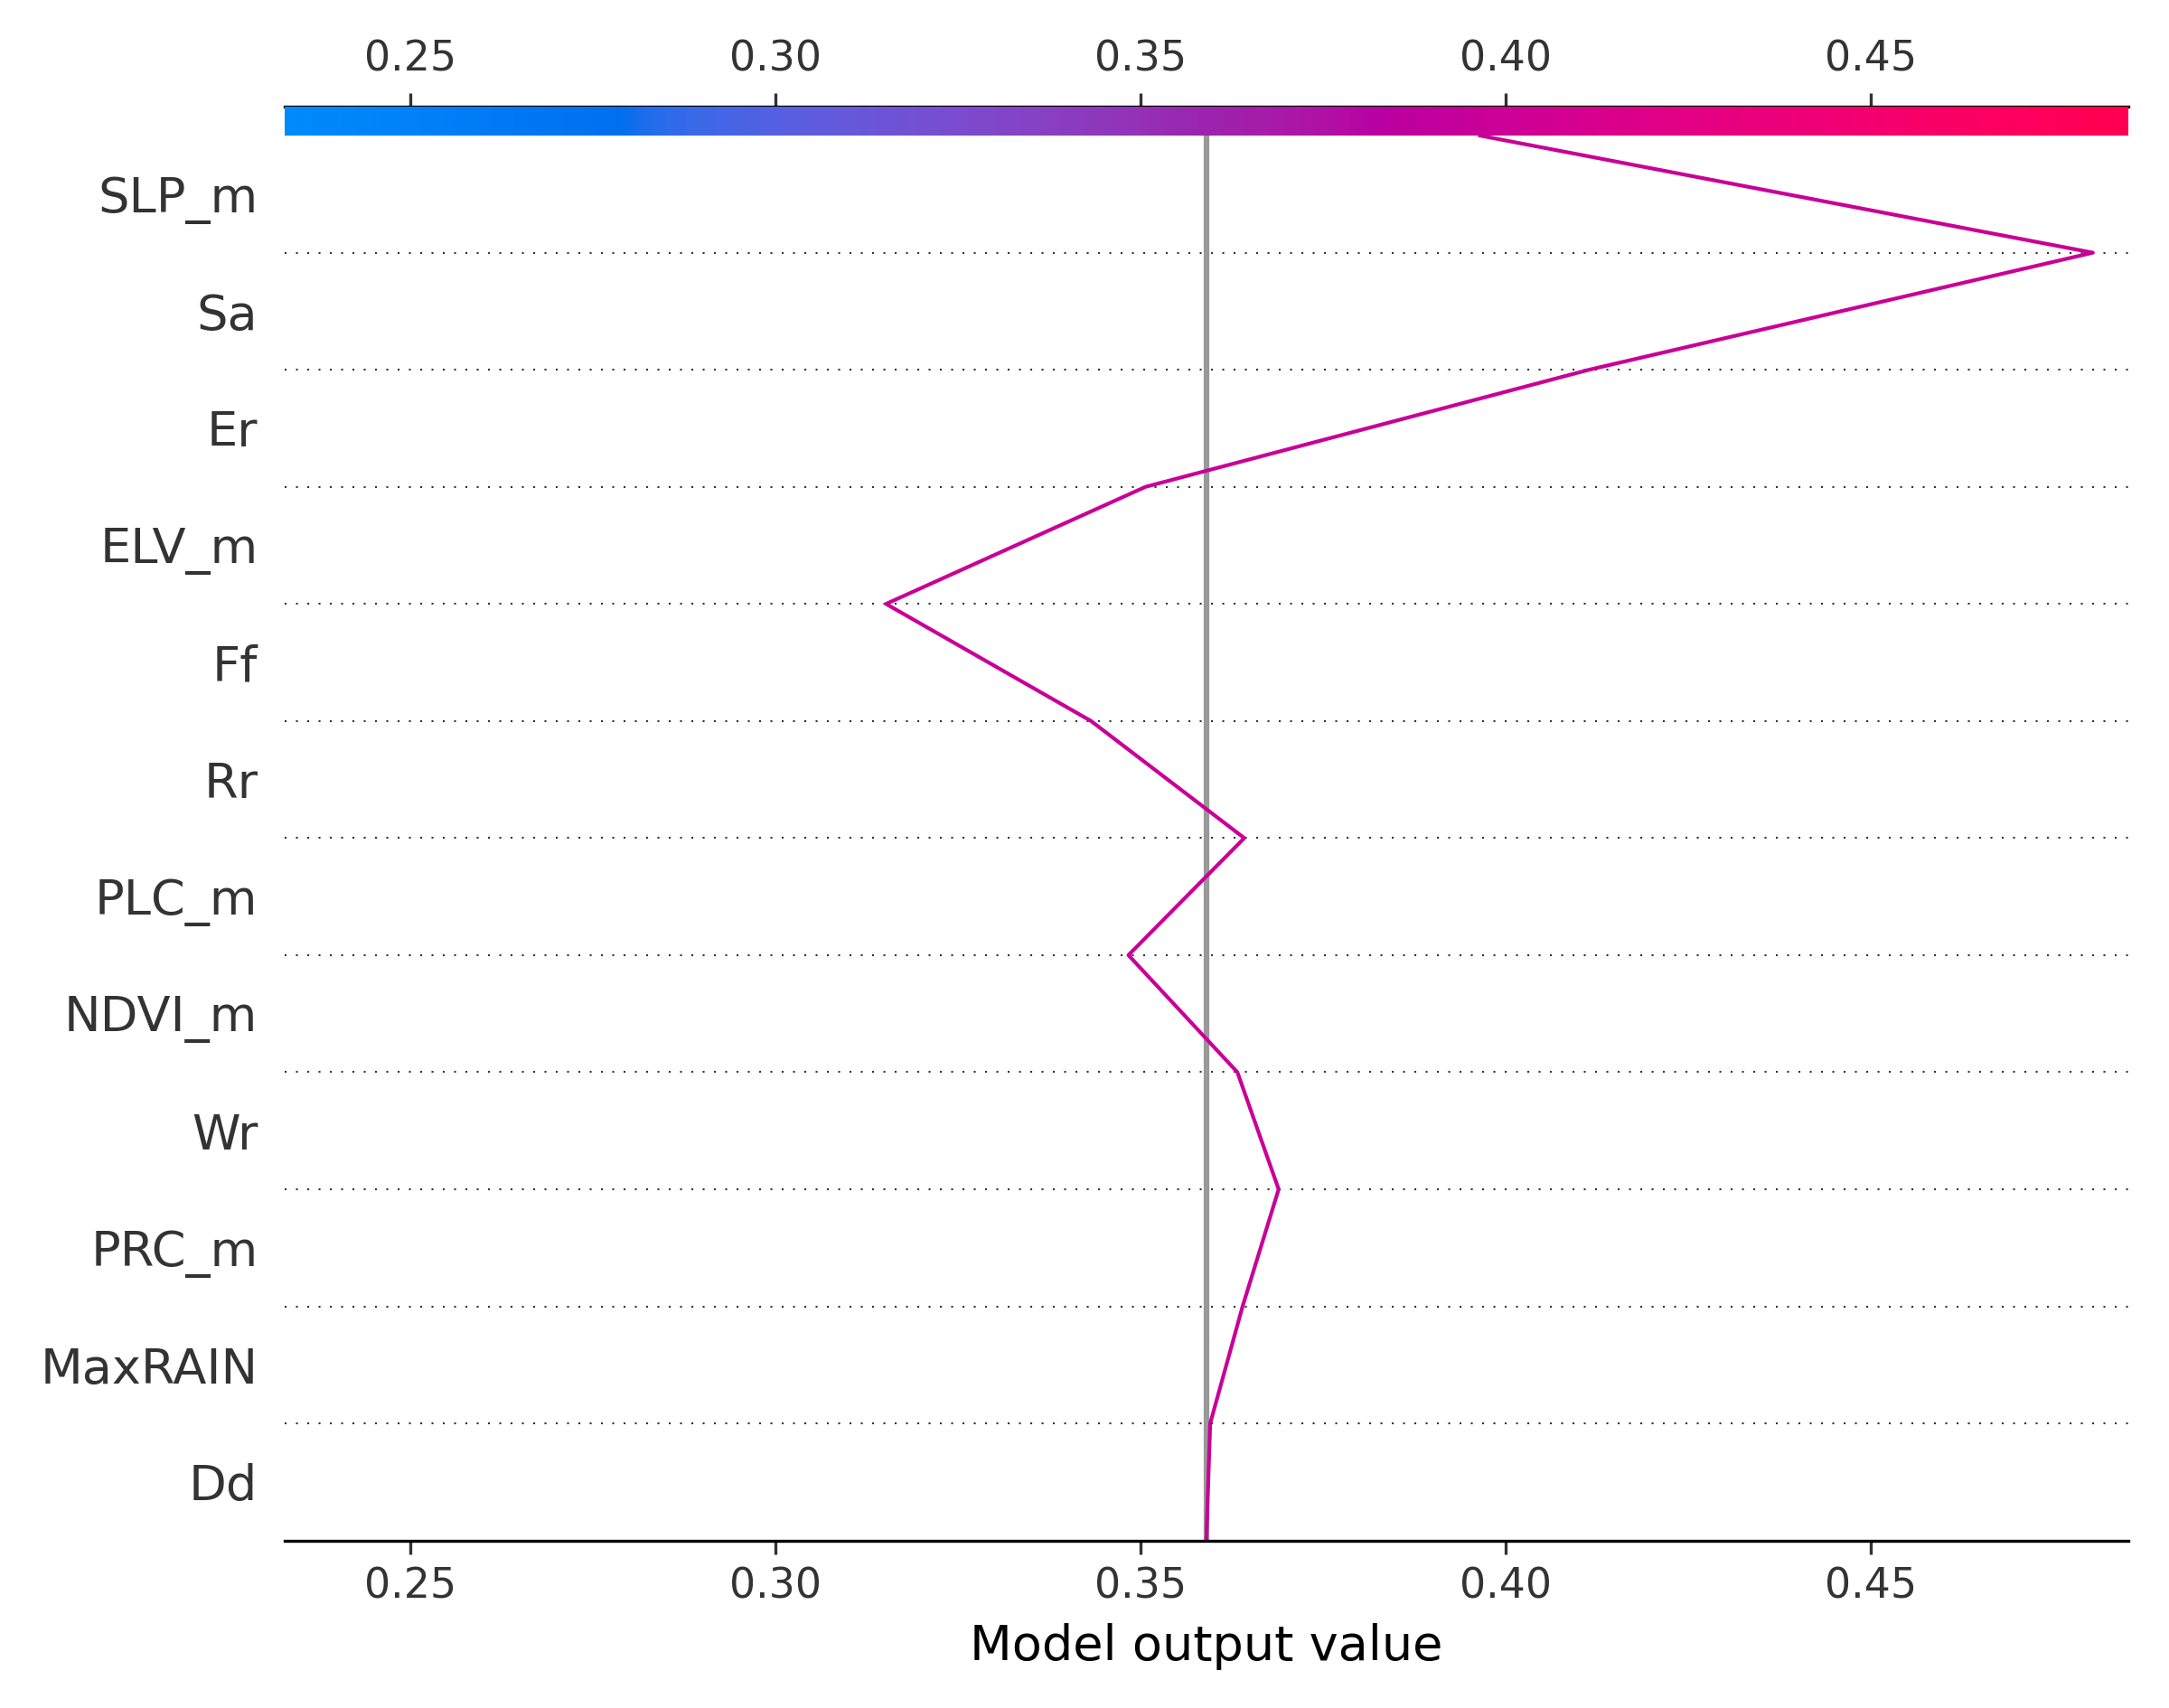 0.25 0.30 0.35 0.40 0.45
SLP_m
Sa
Er
ELV_m
Ff
Rr
PLC_m
NDVI_m
Wr
PRC_m
MaxRAIN
Dd
0.25 0.30 0.35 0.40 0.45
Model output value